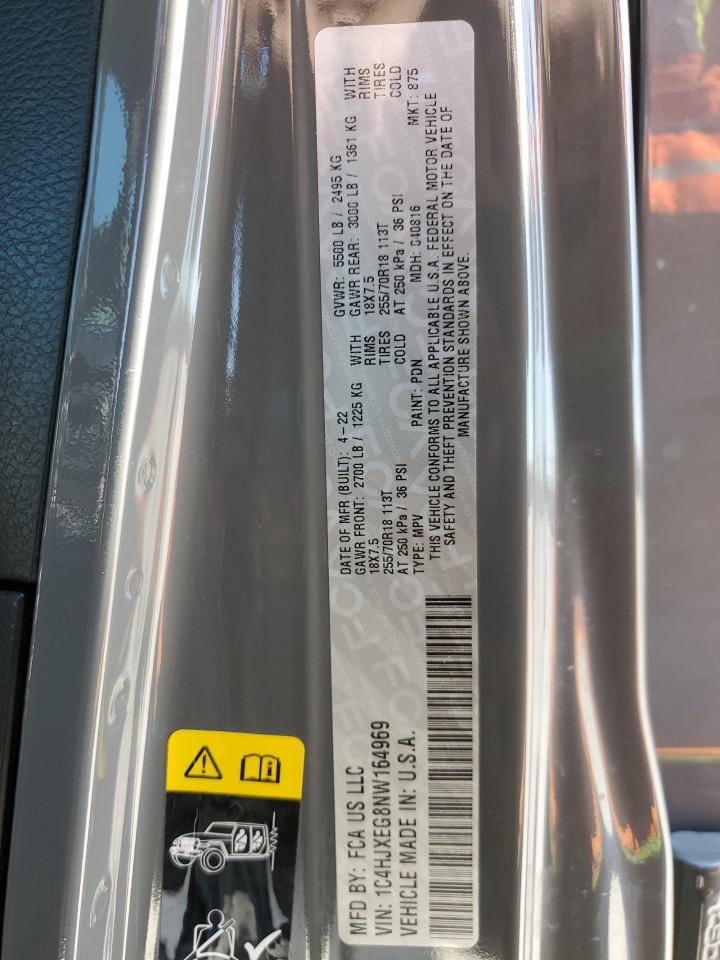 MFD BY: FCA US LLC
DATE OF MFR (BUILT): 4-22 GVWR: 5500 LB / 2495 KG
GAWR FRONT: 2700 LB / 1225 KG WITH GAWR REAR: 3000 LB / 1361 KG WITH
18X7.5 RIMS 18X7.5 RIMS
255/70R18 113T TIRES 255/70R18 113T TIRES
AT 250 kPa / 36 PSI COLD AT 250 kPa / 36 PSI COLD
VIN: 1C4HJXEG8NW164969
TYPE: MPV PAINT: PDN MDH: 040816 MKT: 875
VEHICLE MADE IN: U.S.A.
THIS VEHICLE CONFORMS TO ALL APPLICABLE U.S.A. FEDERAL MOTOR VEHICLE
SAFETY AND THEFT PREVENTION STANDARDS IN EFFECT ON THE DATE OF
MANUFACTURE SHOWN ABOVE.